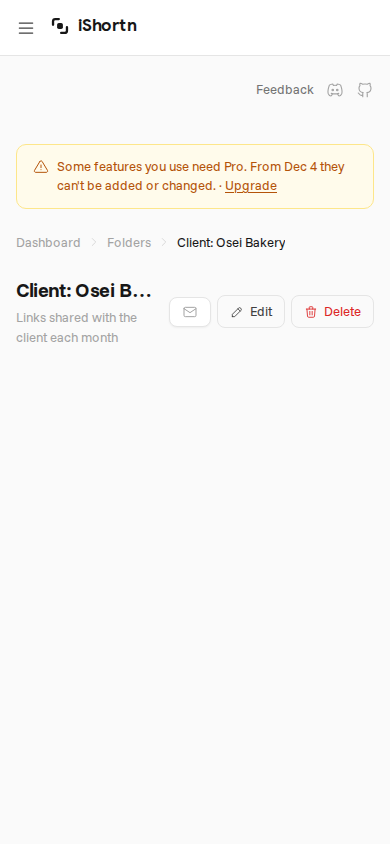 iShortn
Feedback
Some features you use need Pro. From Dec 4 they
can't be added or changed. · Upgrade
Dashboard Folders Client: Osei Bakery
Client: Osei B...
Links shared with the
client each month
Edit
Delete